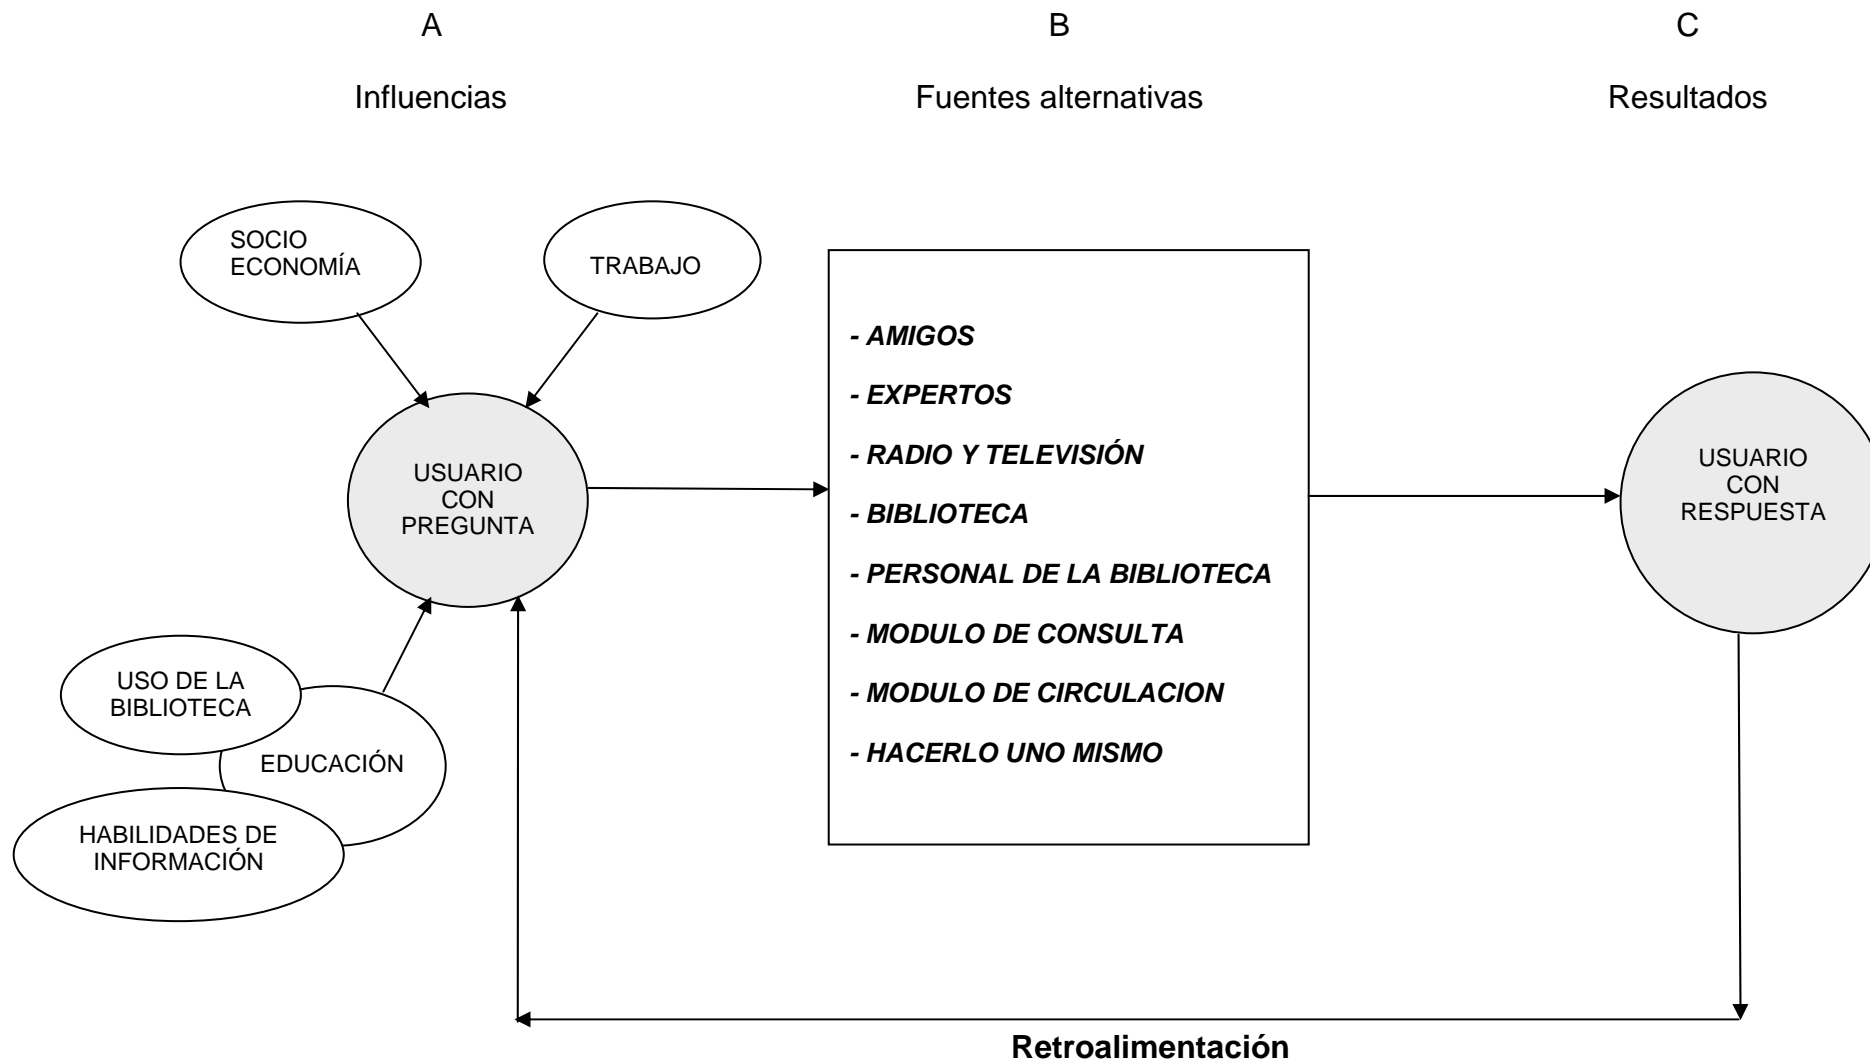 A
B
C
Influencias
Fuentes alternativas
Resultados
SOCIO
ECONOMÍA
TRABAJO
USUARIO
CON
PREGUNTA
USO DE LA
BIBLIOTECA
EDUCACIÓN
HABILIDADES DE
INFORMACIÓN
- AMIGOS
- EXPERTOS
- RADIO Y TELEVISIÓN
- BIBLIOTECA
- PERSONAL DE LA BIBLIOTECA
- MODULO DE CONSULTA
- MODULO DE CIRCULACION
- HACERLO UNO MISMO
USUARIO
CON
RESPUESTA
Retroalimentación